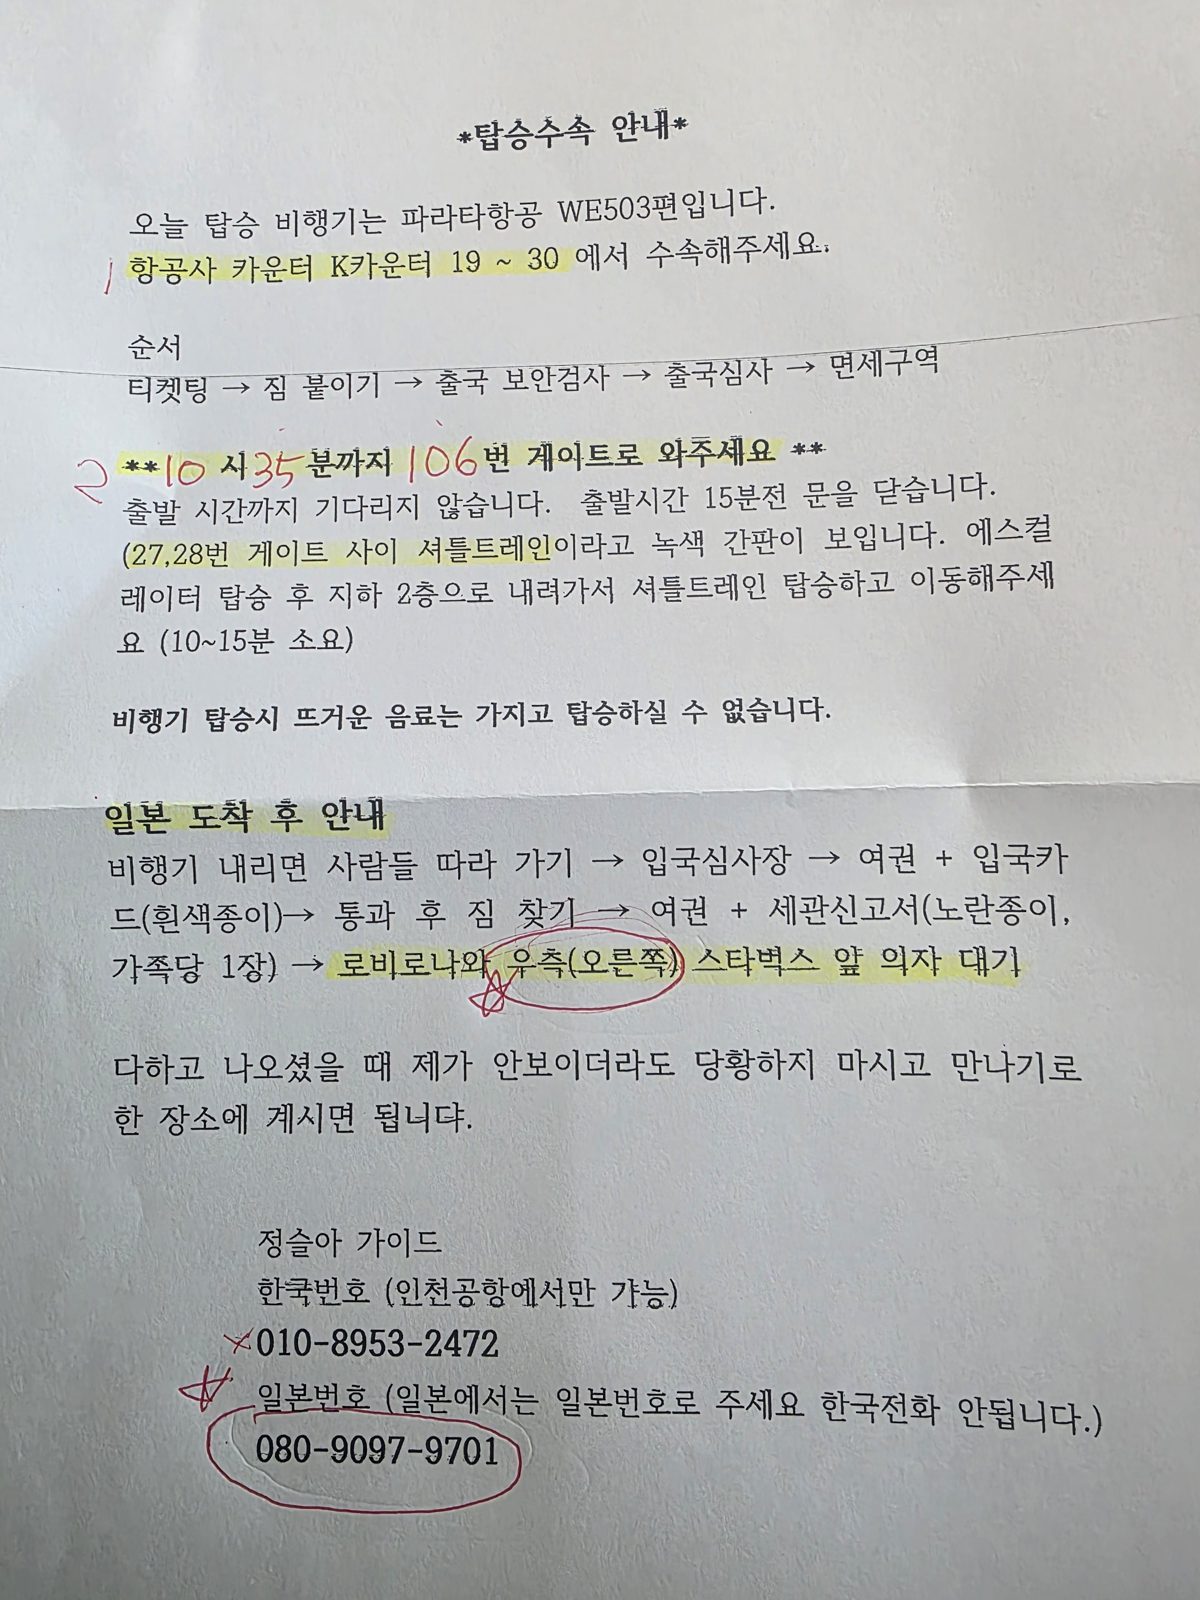 *탑승수속 안내*
오늘 탑승 비행기는 파라타항공 WE503편입니다.
1 항공사 카운터 K카운터 19 ~ 30 에서 수속해주세요.
순서
티켓팅 → 짐 붙이기 → 출국 보안검사 → 출국심사 → 면세구역
2 **10 시 35 분까지 106 번 게이트로 와주세요 **
출발 시간까지 기다리지 않습니다. 출발시간 15분전 문을 닫습니다.
(27,28번 게이트 사이 셔틀트레인이라고 녹색 간판이 보입니다. 에스컬
레이터 탑승 후 지하 2층으로 내려가서 셔틀트레인 탑승하고 이동해주세
요 (10~15분 소요)
비행기 탑승시 뜨거운 음료는 가지고 탑승하실 수 없습니다.
일본 도착 후 안내
비행기 내리면 사람들 따라 가기 → 입국심사장 → 여권 + 입국카
드(흰색종이)→ 통과 후 짐 찾기 → 여권 + 세관신고서(노란종이,
가족당 1장) → 로비로나와 우측(오른쪽) 스타벅스 앞 의자 대기
다하고 나오셨을 때 제가 안보이더라도 당황하지 마시고 만나기로
한 장소에 계시면 됩니다.
정슬아 가이드
한국번호 (인천공항에서만 가능)
010-8953-2472
일본번호 (일본에서는 일본번호로 주세요 한국전화 안됩니다.)
080-9097-9701